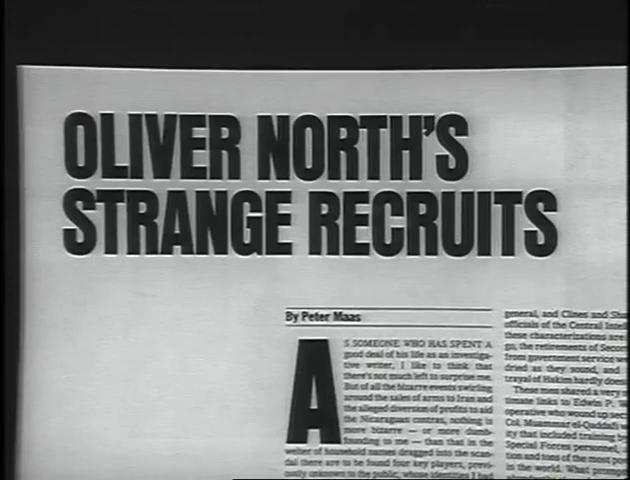 OLIVER NORTH'S
STRANGE RECRUITS
By Peter Maas
AS SOMEONE WHO HAS SPENT A
good deal of his life as an investiga-
tive writer, I like to think that
there's not much left to surprise me.
But of all the bizarre events swirling
around the sales of arms to Iran and
the alleged diversion of profits to aid
the Nicaraguan contras, nothing is
more bizarre — or more dumb-
founding to me — than that in the
welter of household names dragged into the scan-
dal there are to be found four key players, previ-
ously unknown to the public, whose identities I had
general, and Clines and
officials of the Central
these characterizations are
go, the retirements of
from government service
dried as they sound, and
trayal of Hakim hardly does
These men shared a very
timate links to Edwin P.
operative who wound up
Col. Muammar el-Qaddafi
ity that included training
Special Forces personnel,
tion and tons of the most
in the world. What